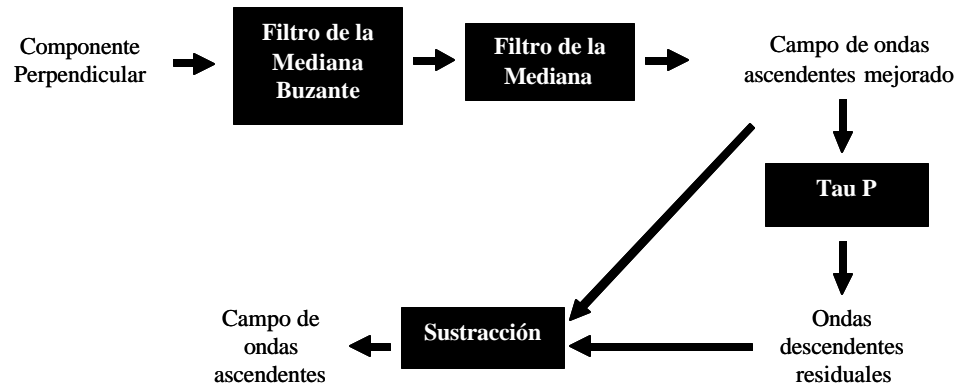 Componente
Perpendicular
Filtro de la
Mediana
Buzante
Filtro de la
Mediana
Campo de ondas
ascendentes mejorado
Tau P
Ondas
descendentes
residuales
Sustracción
Campo de
ondas
ascendentes